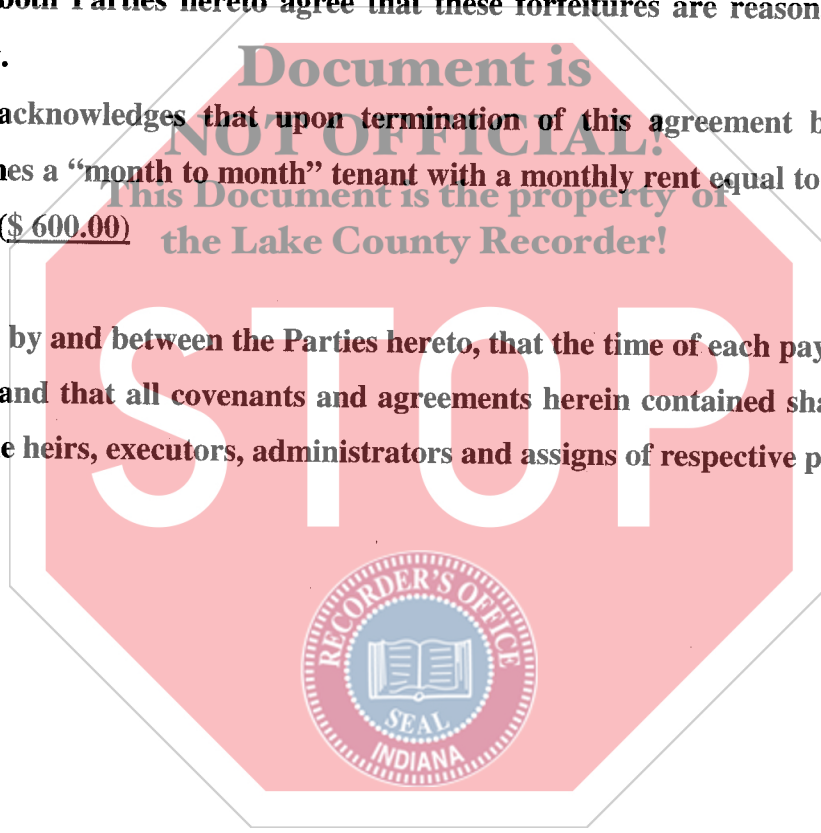 both Parties hereto agree that these forfeitures are reason
Document is
acknowledges that upon termination of this agreement b
NOT OFFICIAL!
es a “month to month” tenant with a monthly rent equal to
This Document is the property of
($ 600.00)
the Lake County Recorder!
STOP
by and between the Parties hereto, that the time of each pay
and that all covenants and agreements herein contained sha
e heirs, executors, administrators and assigns of respective p
RECORDER'S OFFICE
SEAL
INDIANA